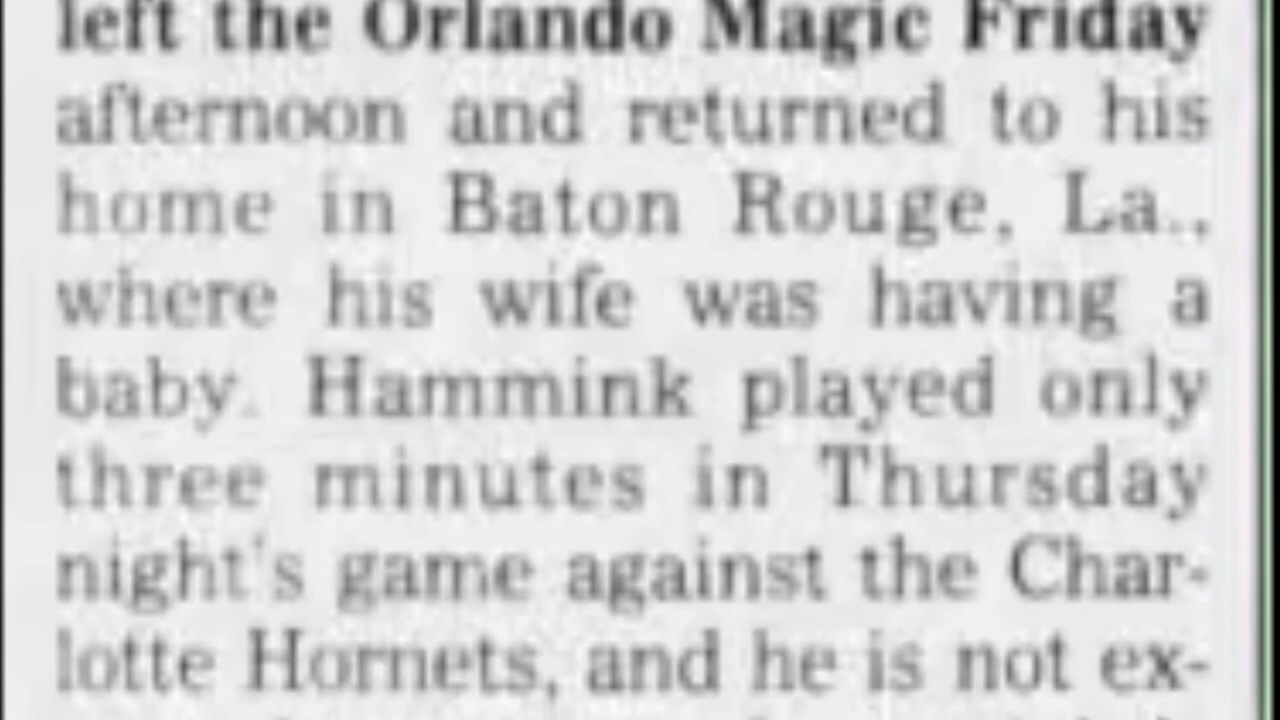 left the Orlando Magic Friday
afternoon and returned to his
home in Baton Rouge, La.,
where his wife was having a
baby. Hammink played only
three minutes in Thursday
night's game against the Char-
lotte Hornets, and he is not ex-